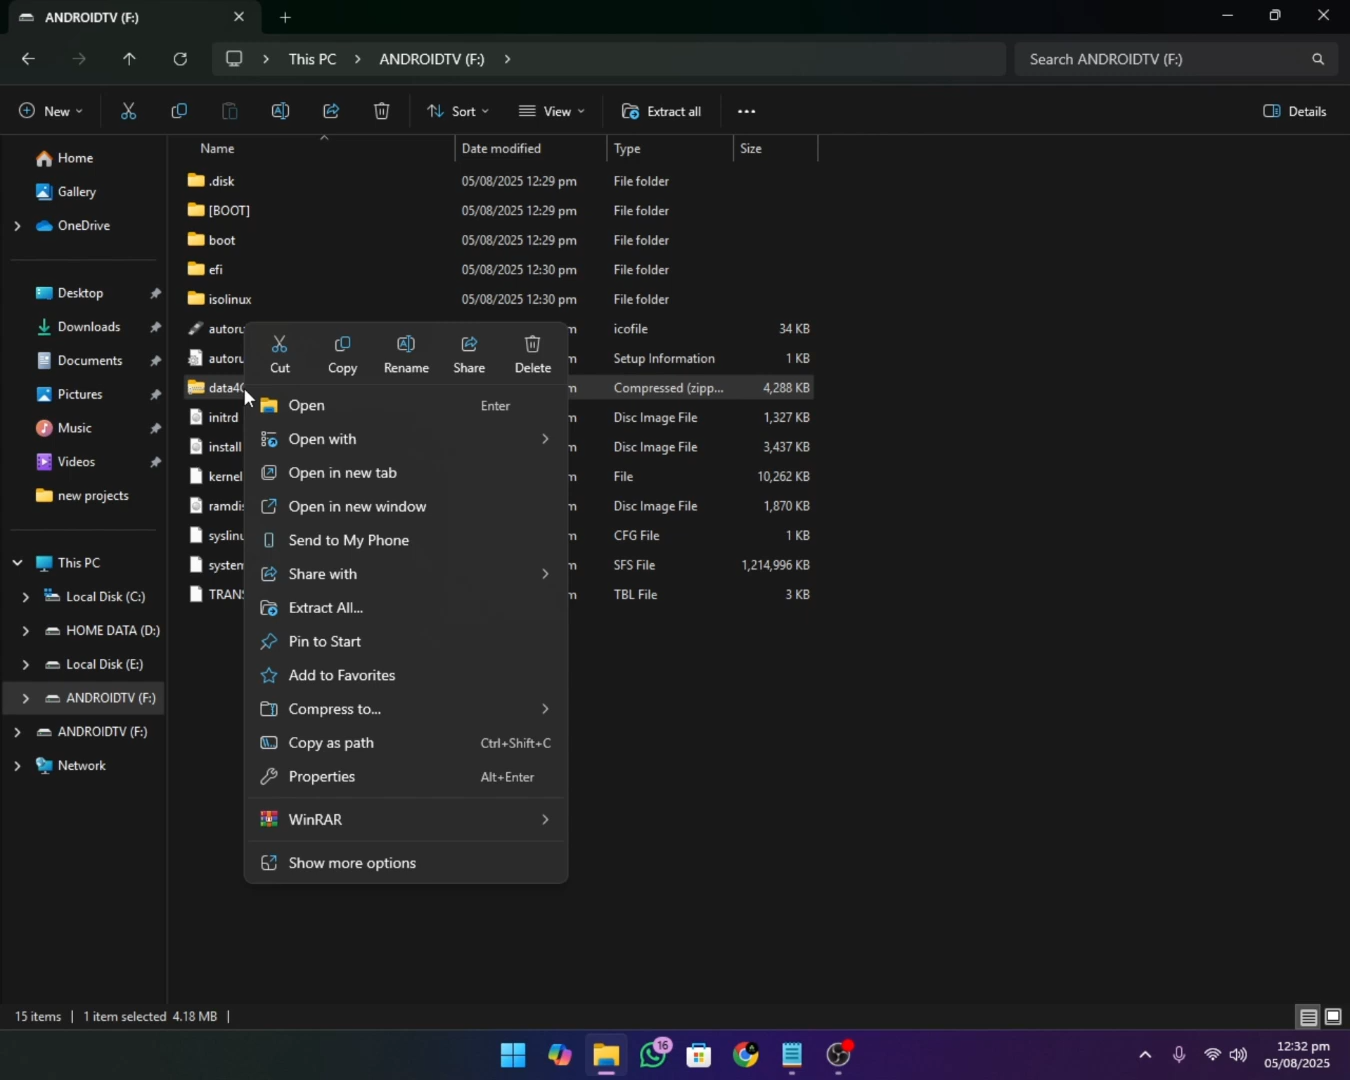 ANDROIDTV (F:)
This PC > ANDROIDTV (F:) >
Search ANDROIDTV (F:)
New
Sort
View
Extract all
Details
Name Date modified Type Size
Home
Gallery
OneDrive
Desktop
Downloads
Documents
Pictures
Music
Videos
new projects
This PC
Local Disk (C:)
HOME DATA (D:)
Local Disk (E:)
ANDROIDTV (F:)
ANDROIDTV (F:)
Network
.disk 05/08/2025 12:29 pm File folder
[BOOT] 05/08/2025 12:29 pm File folder
boot 05/08/2025 12:29 pm File folder
efi 05/08/2025 12:30 pm File folder
isolinux 05/08/2025 12:30 pm File folder
icofile 34 KB
Setup Information 1 KB
Compressed (zipp... 4,288 KB
initrd Disc Image File 1,327 KB
install Disc Image File 3,437 KB
kernel File 10,262 KB
Disc Image File 1,870 KB
CFG File 1 KB
system SFS File 1,214,996 KB
TBL File 3 KB
Cut Copy Rename Share Delete
Open Enter
Open with
Open in new tab
Open in new window
Send to My Phone
Share with
Extract All...
Pin to Start
Add to Favorites
Compress to...
Copy as path Ctrl+Shift+C
Properties Alt+Enter
WinRAR
Show more options
15 items | 1 item selected 4.18 MB |
16
12:32 pm
05/08/2025